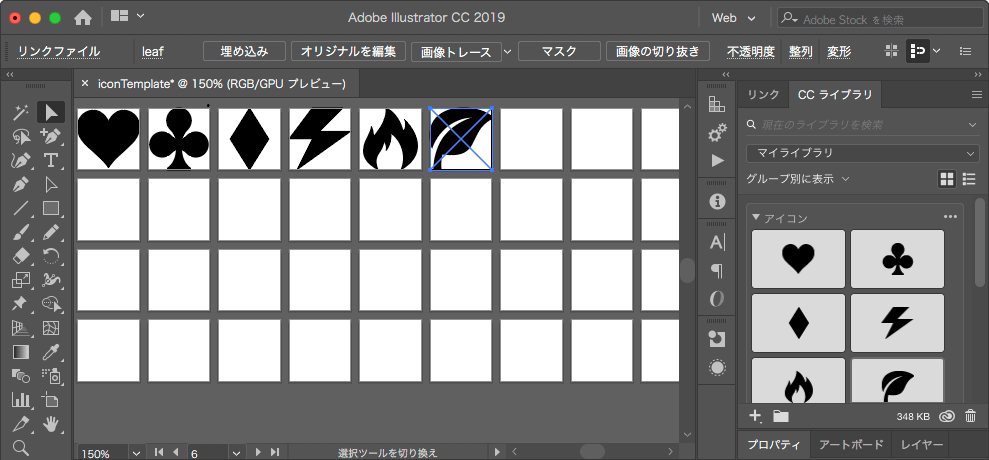 Adobe Illustrator CC 2019
Web
Adobe Stock を検索
リンクファイル leaf 埋め込み オリジナルを編集 画像トレース マスク 画像の切り抜き 不透明度 整列 変形
× iconTemplate* @ 150% (RGB/GPU プレビュー)
リンク CC ライブラリ
現在のライブラリを検索
マイライブラリ
グループ別に表示
アイコン
348 KB
プロパティ アートボード レイヤー
150% 6 選択ツールを切り換え